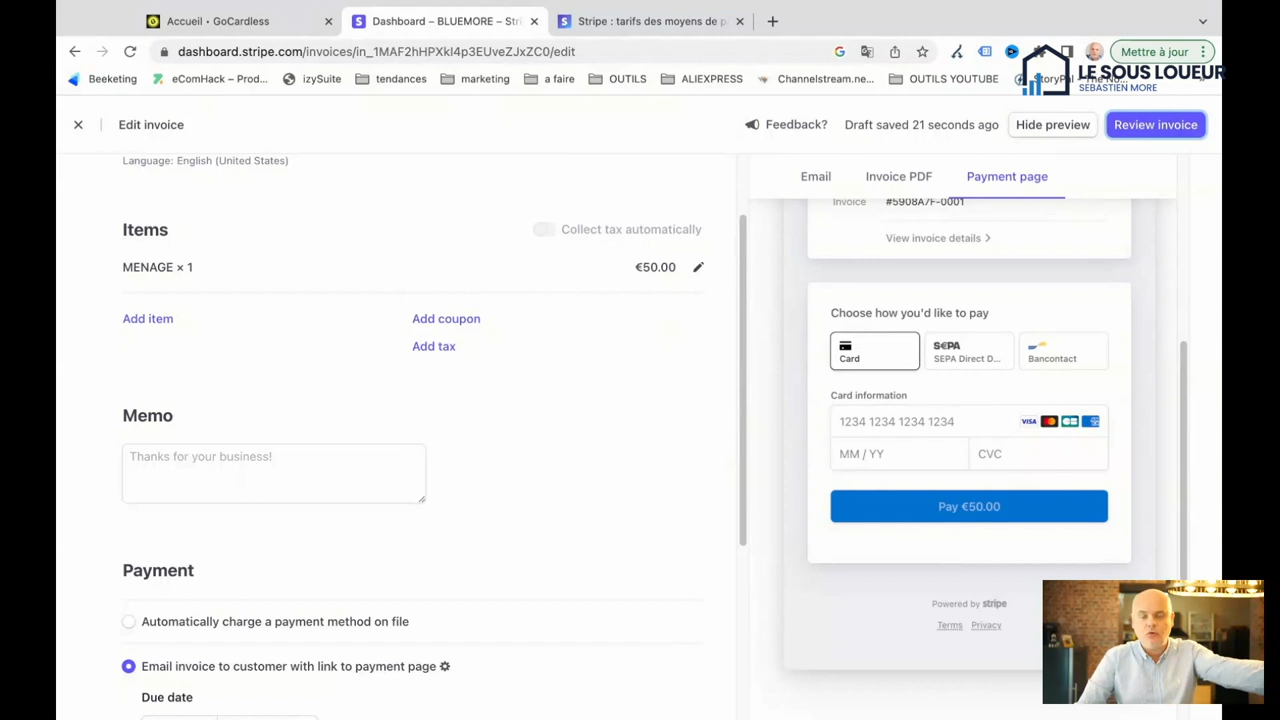 Accueil • GoCardless
Dashboard – BLUEMORE – Stri
Stripe : tarifs des moyens de p
dashboard.stripe.com/invoices/in_1MAF2hHPXkI4p3EUveZJxZC0/edit
Mettre à jour
Beeketing
eComHack – Prod...
izySuite
tendances
marketing
a faire
OUTILS
ALIEXPRESS
Channelstream.ne...
OUTILS YOUTUBE
LE SOUS LOUEUR
SEBASTIEN MORE
Edit invoice
Feedback?
Draft saved 21 seconds ago
Hide preview
Review invoice
Language: English (United States)
Items
Collect tax automatically
MENAGE × 1
€50.00
Add item
Add coupon
Add tax
Memo
Thanks for your business!
Payment
Automatically charge a payment method on file
Email invoice to customer with link to payment page
Due date
Email
Invoice PDF
Payment page
Invoice
#5908A7F-0001
View invoice details
Choose how you'd like to pay
Card
SEPA
SEPA Direct D...
Bancontact
Card information
1234 1234 1234 1234
VISA
MM / YY
CVC
Pay €50.00
Powered by stripe
Terms
Privacy